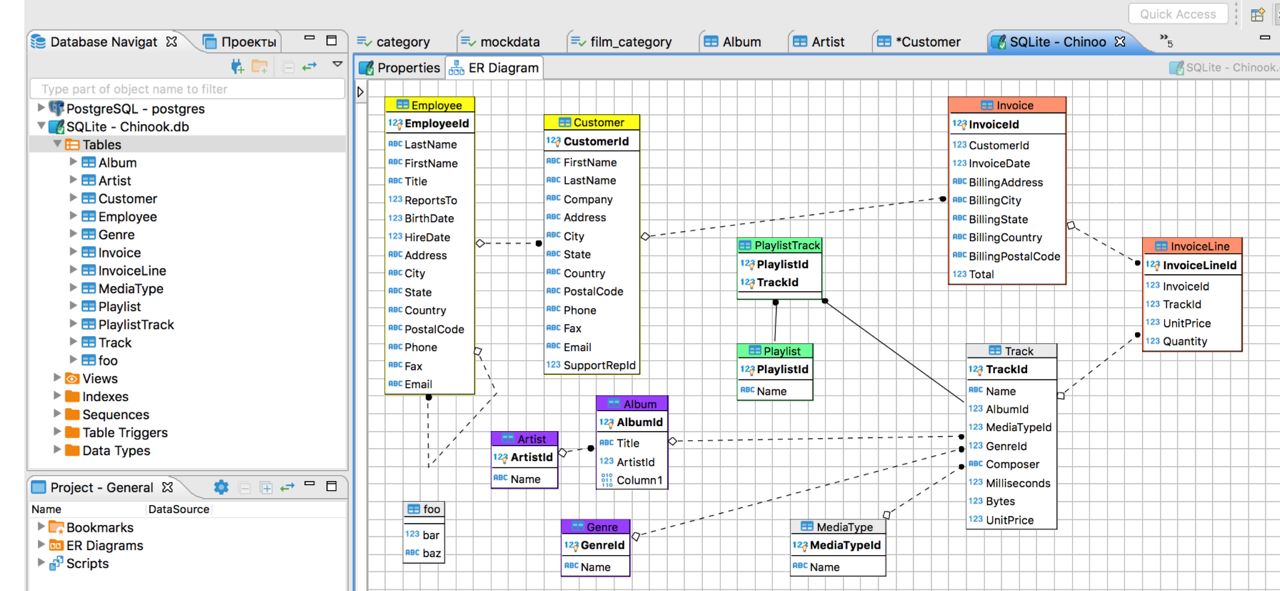 Quick Access
Database Navigat
Проекты
category
mockdata
film_category
Album
Artist
*Customer
SQLite - Chinoo
»5
Properties
ER Diagram
SQLite - Chinook.
Type part of object name to filter
PostgreSQL - postgres
SQLite - Chinook.db
Tables
Album
Artist
Customer
Employee
Genre
Invoice
InvoiceLine
MediaType
Playlist
PlaylistTrack
Track
foo
Views
Indexes
Sequences
Table Triggers
Data Types
Project - General
Name DataSource
Bookmarks
ER Diagrams
Scripts
Employee
123 EmployeeId
ABC LastName
ABC FirstName
ABC Title
123 ReportsTo
123 BirthDate
123 HireDate
ABC Address
ABC City
ABC State
ABC Country
ABC PostalCode
ABC Phone
ABC Fax
ABC Email
Customer
123 CustomerId
ABC FirstName
ABC LastName
ABC Company
ABC Address
ABC City
ABC State
ABC Country
ABC PostalCode
ABC Phone
ABC Fax
ABC Email
123 SupportRepId
Invoice
123 InvoiceId
123 CustomerId
123 InvoiceDate
ABC BillingAddress
ABC BillingCity
ABC BillingState
ABC BillingCountry
ABC BillingPostalCode
123 Total
PlaylistTrack
123 PlaylistId
123 TrackId
InvoiceLine
123 InvoiceLineId
123 InvoiceId
123 TrackId
123 UnitPrice
123 Quantity
Playlist
123 PlaylistId
ABC Name
Track
123 TrackId
ABC Name
123 AlbumId
123 MediaTypeId
123 GenreId
ABC Composer
123 Milliseconds
123 Bytes
123 UnitPrice
Album
123 AlbumId
ABC Title
123 ArtistId
010 110 Column1
Artist
123 ArtistId
ABC Name
foo
123 bar
ABC baz
Genre
123 GenreId
ABC Name
MediaType
123 MediaTypeId
ABC Name